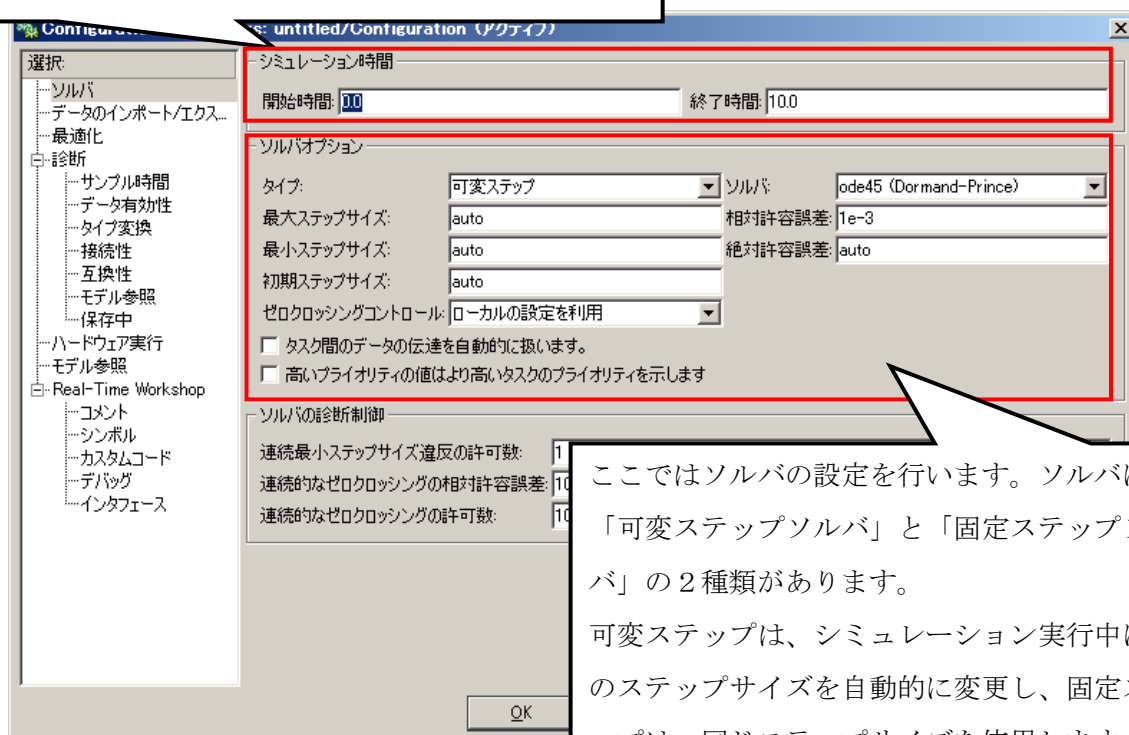 s: untitled/Configuration (アクティブ)
選択:
ソルバ
データのインポート/エクス...
最適化
診断
サンプル時間
データ有効性
タイプ変換
接続性
互換性
モデル参照
保存中
ハードウェア実行
モデル参照
Real-Time Workshop
コメント
シンボル
カスタムコード
デバッグ
インタフェース
シミュレーション時間
開始時間: 0.0 終了時間: 10.0
ソルバオプション
タイプ: 可変ステップ ソルバ: ode45 (Dormand-Prince)
最大ステップサイズ: auto 相対許容誤差: 1e-3
最小ステップサイズ: auto 絶対許容誤差: auto
初期ステップサイズ: auto
ゼロクロッシングコントロール: ローカルの設定を利用
タスク間のデータの伝達を自動的に扱います。
高いプライオリティの値はより高いタスクのプライオリティを示します
ソルバの診断制御
連続最小ステップサイズ違反の許可数: 1
連続的なゼロクロッシングの相対許容誤差: 10
連続的なゼロクロッシングの許可数: 10
OK
ここではソルバの設定を行います。ソルバ
「可変ステップソルバ」と「固定ステップ
バ」の２種類があります。
可変ステップは、シミュレーション実行中
のステップサイズを自動的に変更し、固定